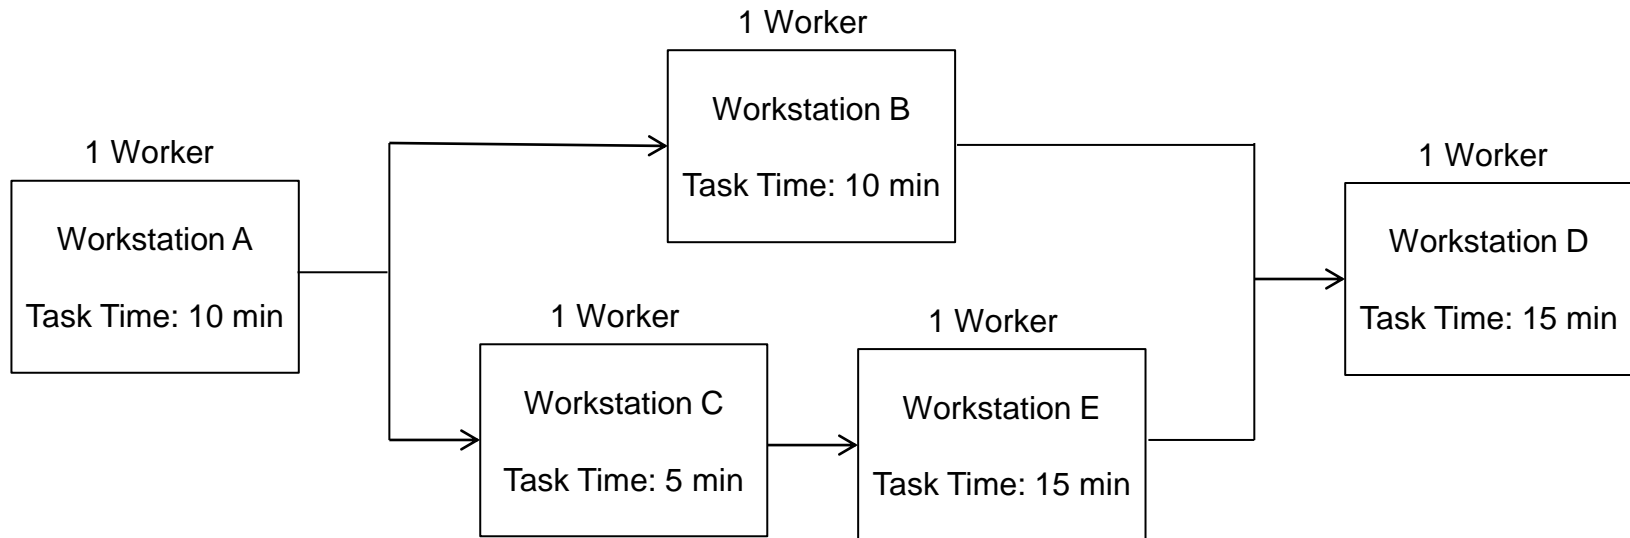 1 Worker
Workstation A
Task Time: 10 min
1 Worker
Workstation B
Task Time: 10 min
1 Worker
Workstation C
Task Time: 5 min
1 Worker
Workstation E
Task Time: 15 min
1 Worker
Workstation D
Task Time: 15 min